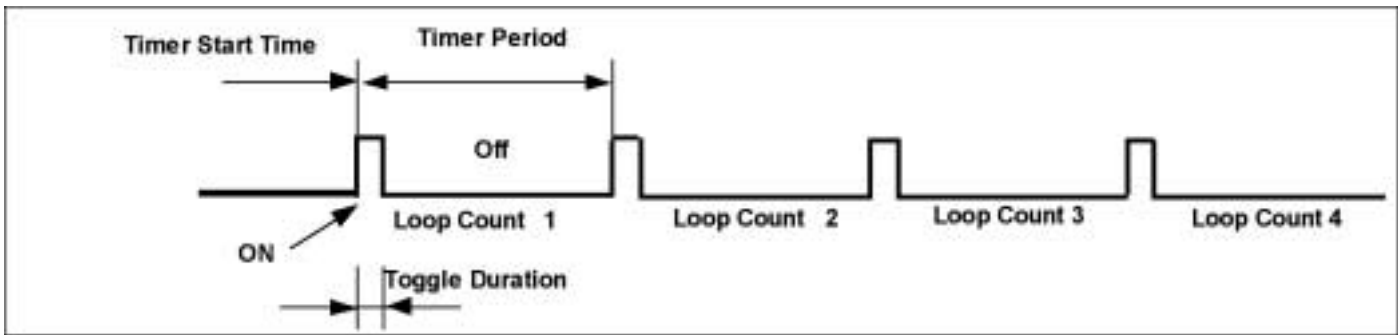 Timer Start Time
Timer Period
Off
Loop Count 1
Loop Count 2
Loop Count 3
Loop Count 4
ON
Toggle Duration